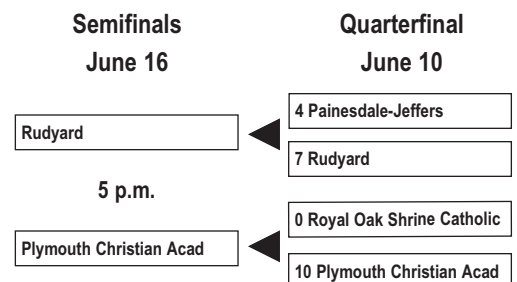 Semifinals
June 16
Quarterfinal
June 10
4 Painesdale-Jeffers
Rudyard
7 Rudyard
5 p.m.
0 Royal Oak Shrine Catholic
Plymouth Christian Acad
10 Plymouth Christian Acad